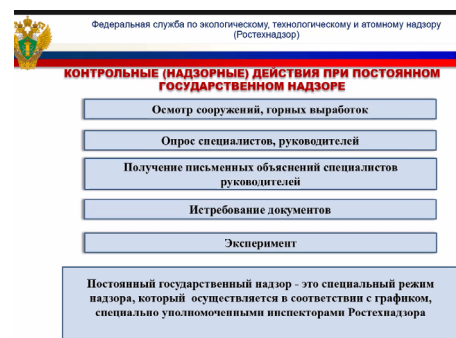 Федеральная служба по экологическому, технологическому и атомному надзору
(Ростехнадзор)
КОНТРОЛЬНЫЕ (НАДЗОРНЫЕ) ДЕЙСТВИЯ ПРИ ПОСТОЯННОМ
ГОСУДАРСТВЕННОМ НАДЗОРЕ
Осмотр сооружений, горных выработок
Опрос специалистов, руководителей
Получение письменных объяснений специалистов
руководителей
Истребование документов
Эксперимент
Постоянный государственный надзор - это специальный режим
надзора, который осуществляется в соответствии с графиком,
специально уполномоченными инспекторами Ростехнадзора